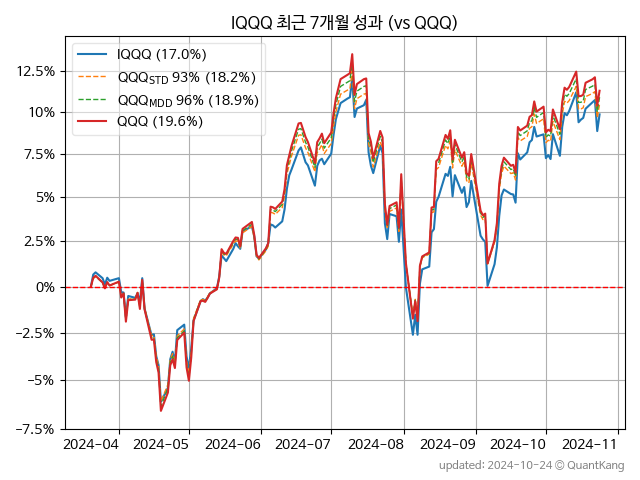 IQQQ 최근 7개월 성과 (vs QQQ)
IQQQ (17.0%)
QQQSTD 93% (18.2%)
QQQMDD 96% (18.9%)
QQQ (19.6%)
12.5%
10%
7.5%
5%
2.5%
0%
−2.5%
−5%
−7.5%
2024-04 2024-05 2024-06 2024-07 2024-08 2024-09 2024-10 2024-11
updated: 2024-10-24 © QuantKang